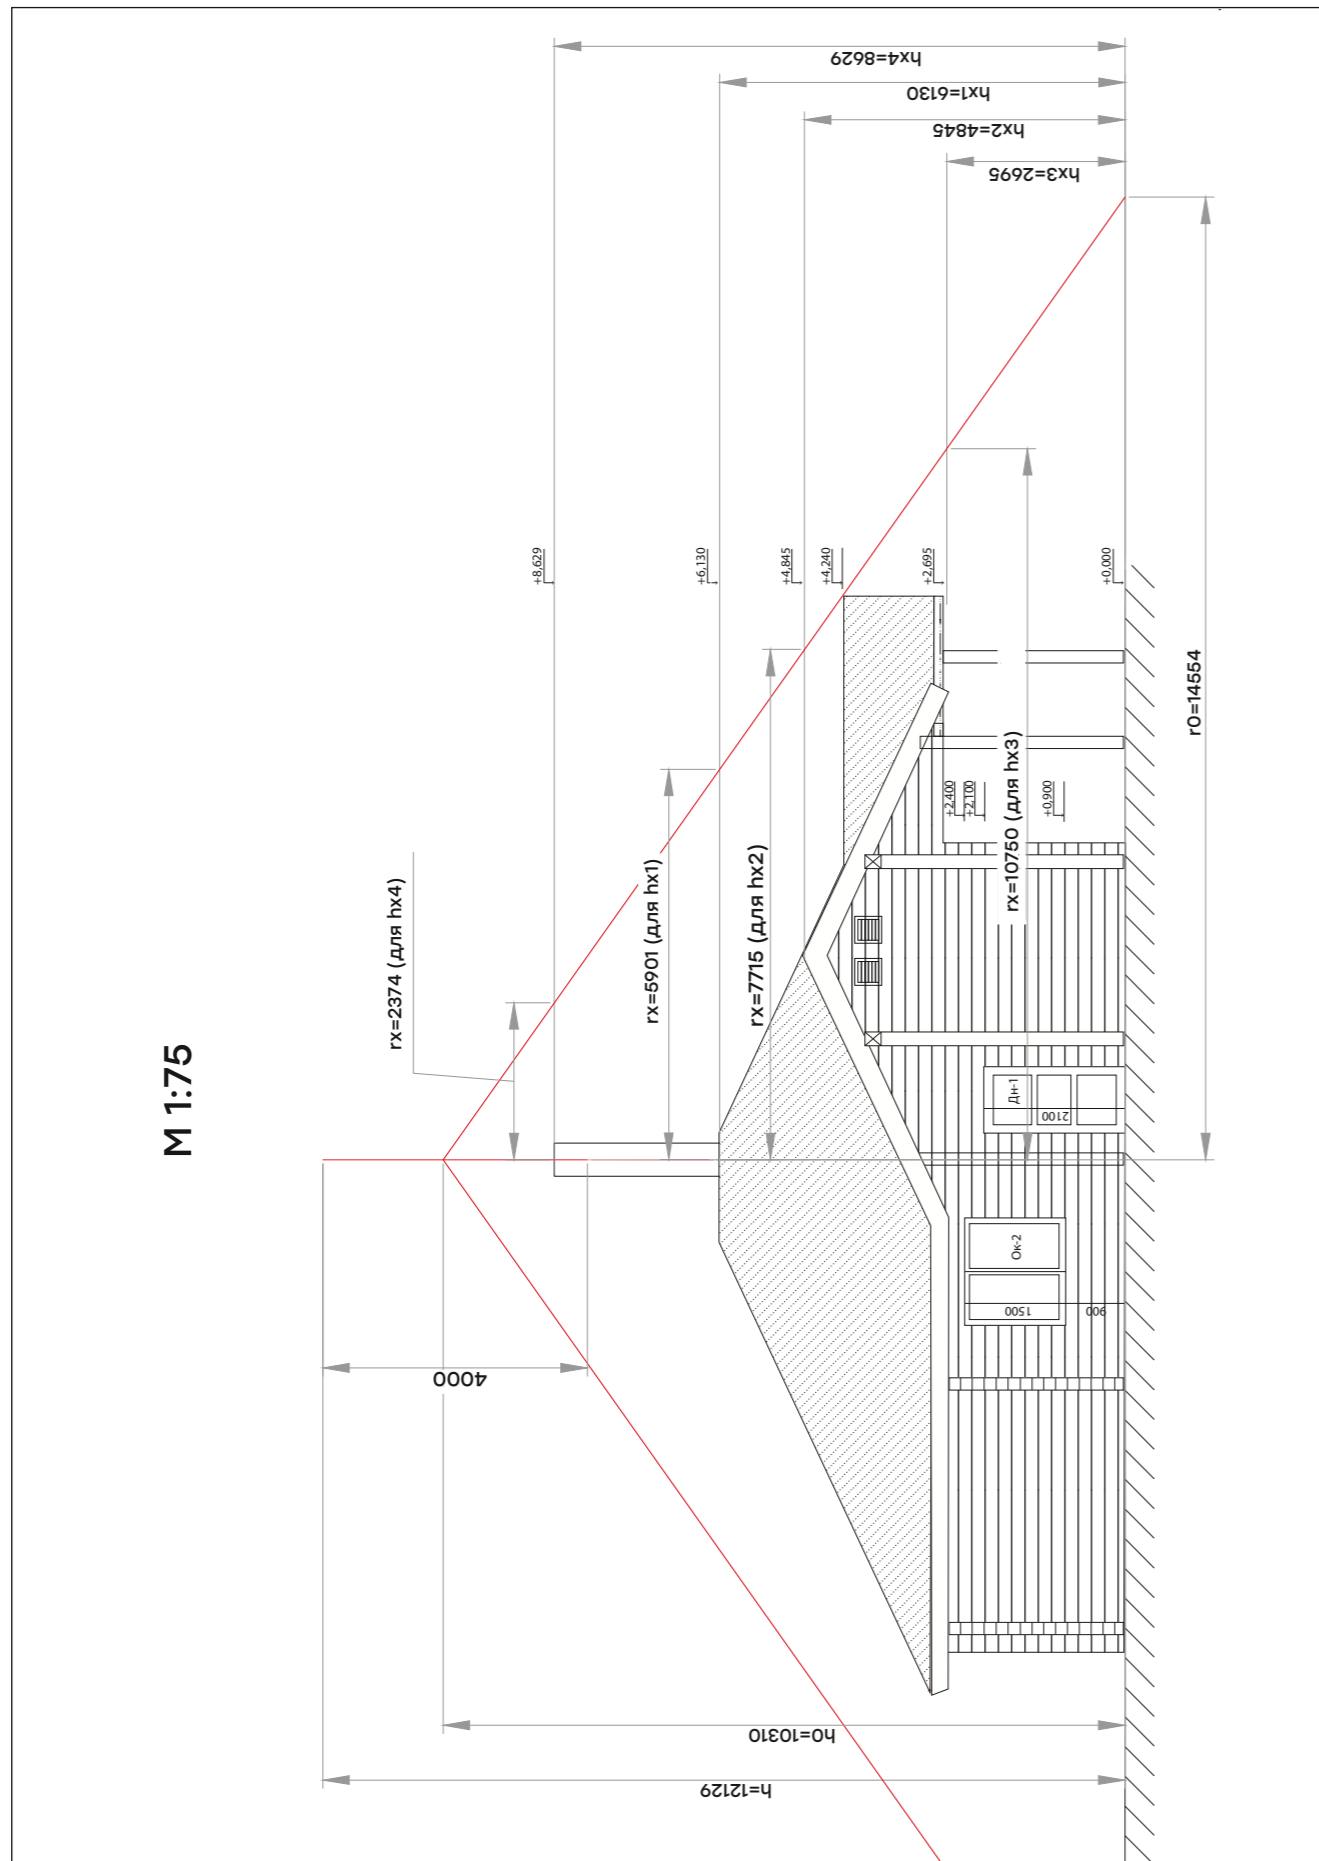 M 1:75
hx4=8629
hx1=6130
hx2=4845
hx3=2695
+8,629
+6,130
+4,845
+4,240
+2,695
+0,000
+2,400
+2,100
+0,900
rx=2374 (для hx4)
rx=5901 (для hx1)
rx=7715 (для hx2)
rx=10750 (для hx3)
r0=14554
Дн-1
2100
Ок-2
1500
900
4000
h0=10310
h=12129